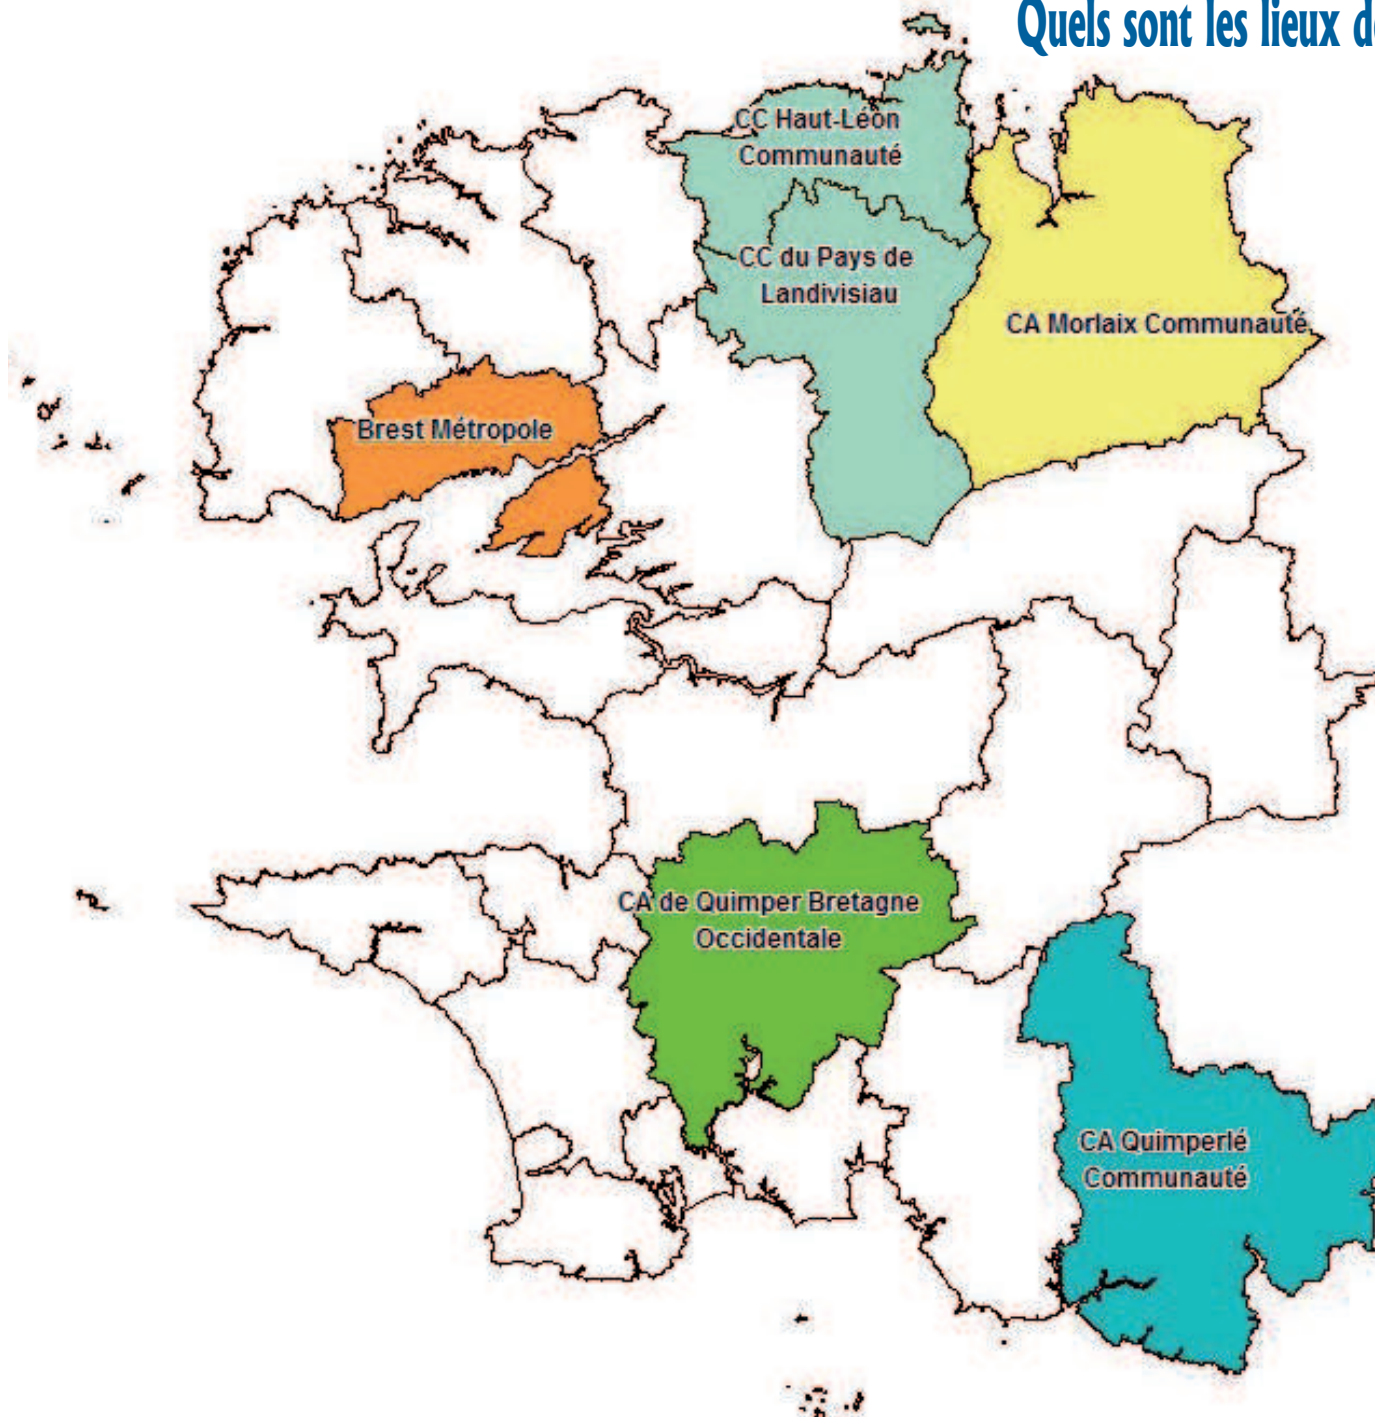 Quels sont les lieux de
CC Haut-Léon
Communauté
CC du Pays de
Landivisiau
CA Morlaix Communauté
Brest Métropole
CA de Quimper Bretagne
Occidentale
CA Quimperlé
Communauté